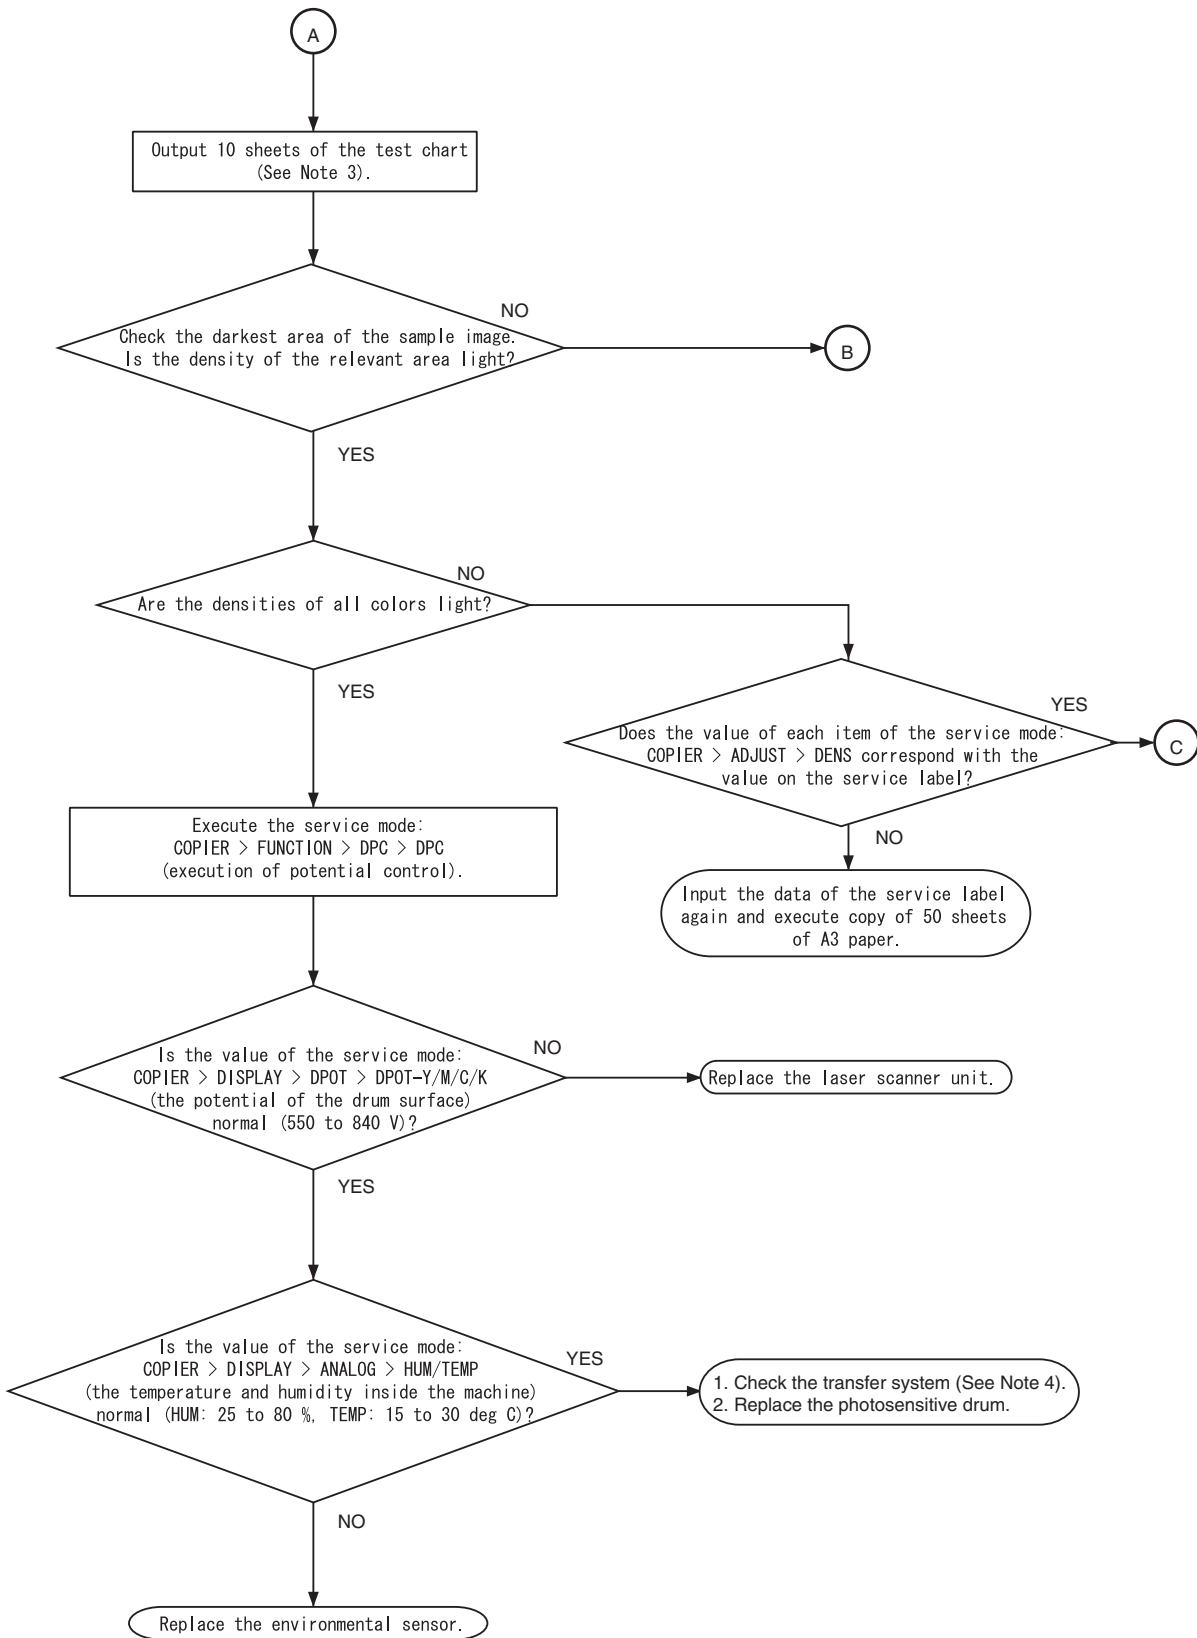 A
Output 10 sheets of the test chart
(See Note 3).
NO
Check the darkest area of the sample image.
Is the density of the relevant area light?
B
YES
NO
Are the densities of all colors light?
YES
YES
Does the value of each item of the service mode:
COPIER > ADJUST > DENS correspond with the
value on the service label?
C
NO
Execute the service mode:
COPIER > FUNCTION > DPC > DPC
(execution of potential control).
Input the data of the service label
again and execute copy of 50 sheets
of A3 paper.
Is the value of the service mode:
COPIER > DISPLAY > DPOT > DPOT-Y/M/C/K
(the potential of the drum surface)
normal (550 to 840 V)?
NO
Replace the laser scanner unit.
YES
Is the value of the service mode:
COPIER > DISPLAY > ANALOG > HUM/TEMP
(the temperature and humidity inside the machine)
normal (HUM: 25 to 80 %, TEMP: 15 to 30 deg C)?
YES
1. Check the transfer system (See Note 4).
2. Replace the photosensitive drum.
NO
Replace the environmental sensor.